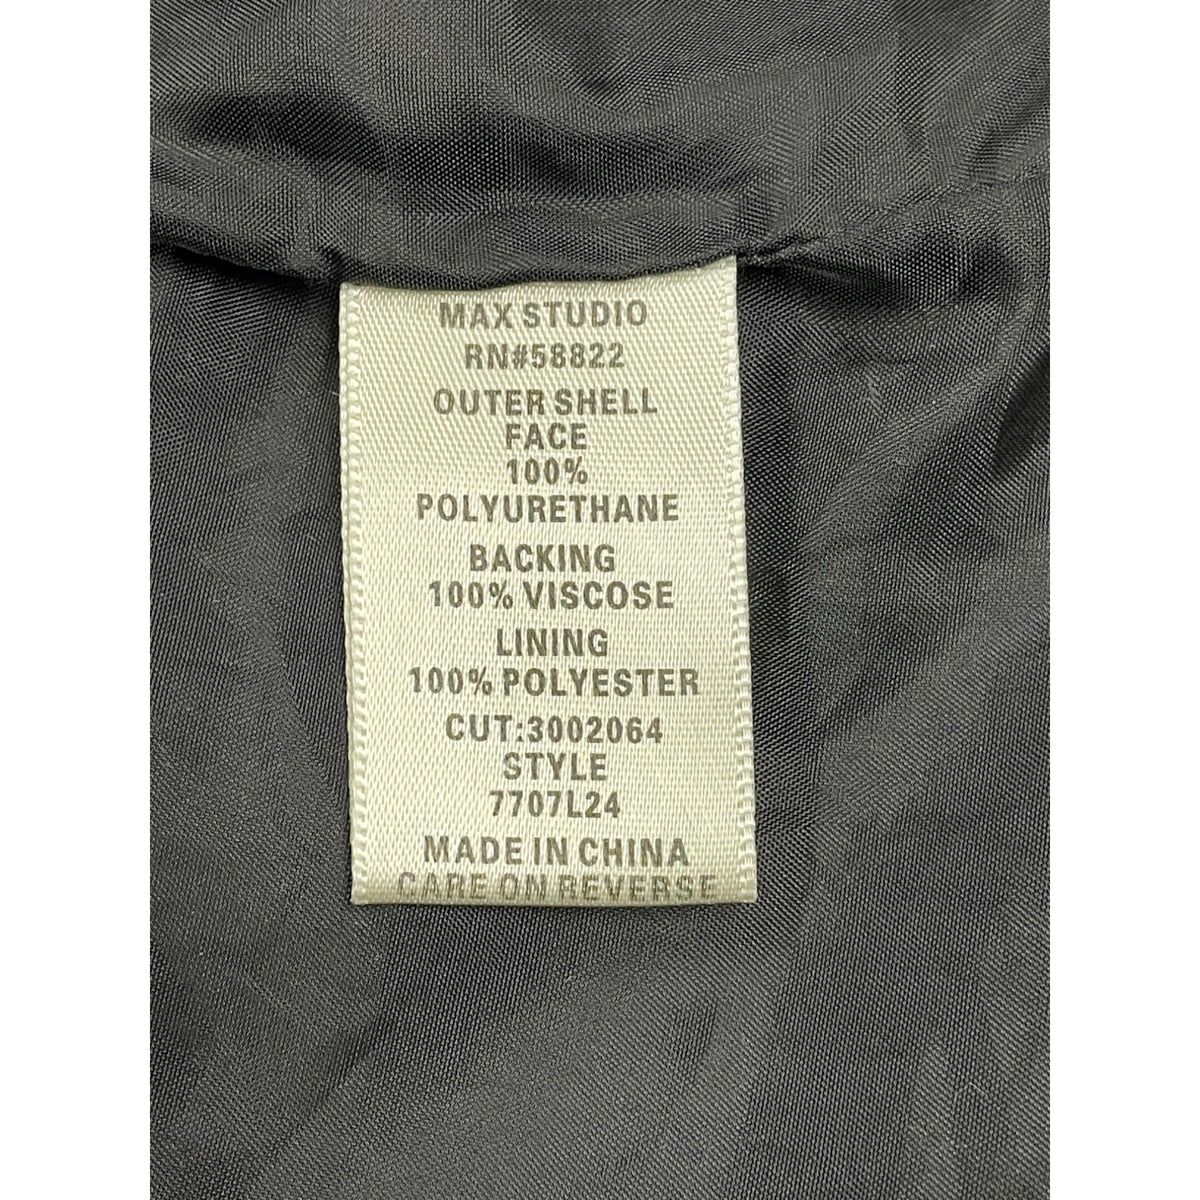 MAX STUDIO
RN#58822
OUTER SHELL
FACE
100%
POLYURETHANE
BACKING
100% VISCOSE
LINING
100% POLYESTER
CUT:3002064
STYLE
7707L24
MADE IN CHINA
CARE ON REVERSE